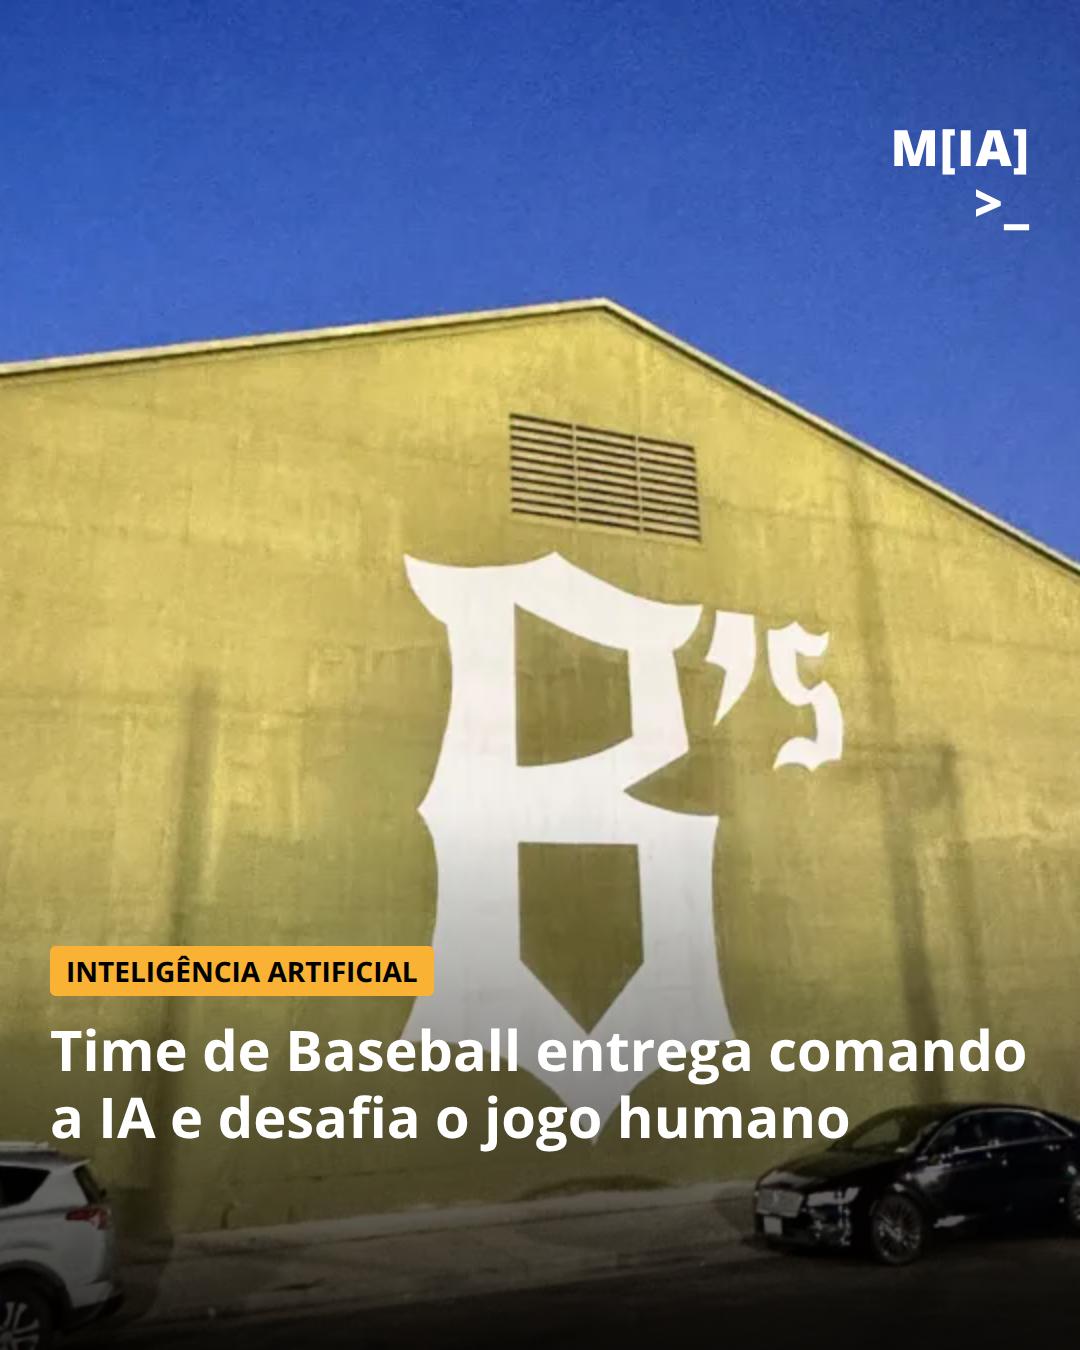 M[IA]
>_
B's
INTELIGÊNCIA ARTIFICIAL
Time de Baseball entrega comando
a IA e desafia o jogo humano